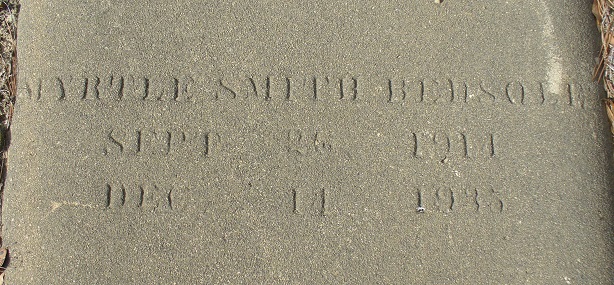 MYRTLE SMITH BEDSOLE
SEPT 26 1911
DEC 11 1935